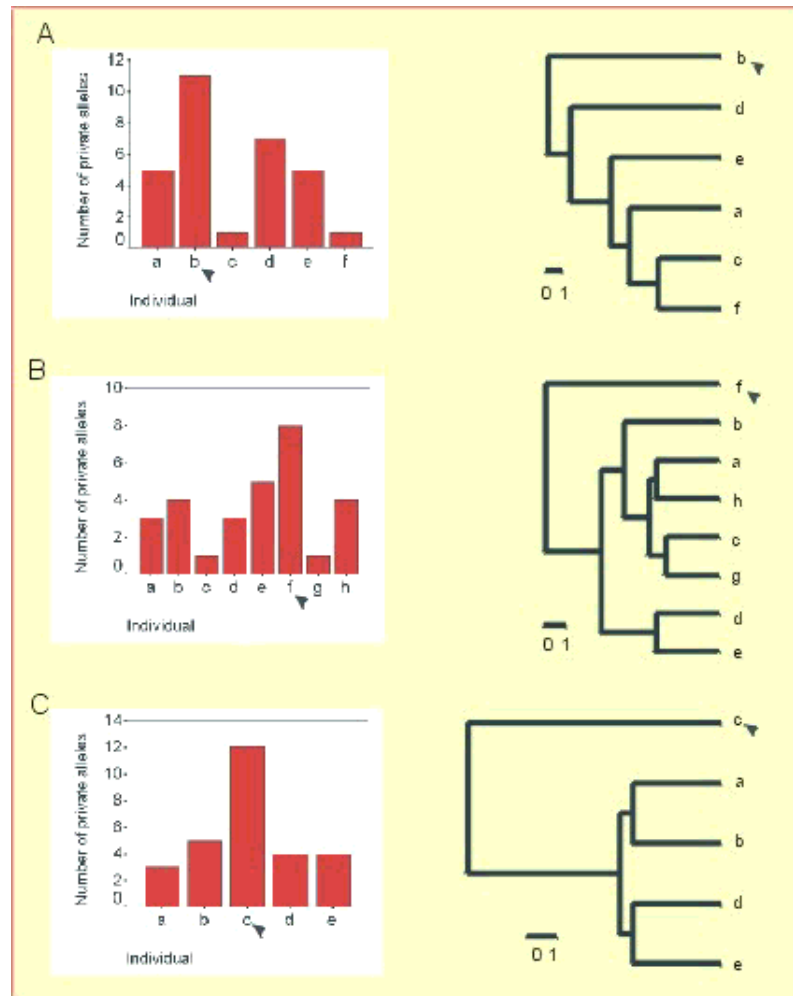 A
Number of private alleles
12
10
8
6
4
2
0
a b c d e f
Individual
b
d
e
a
c
f
0 1
B
Number of private alleles
10
8
6
4
2
0
a b c d e f g h
Individual
f
b
a
h
c
g
d
e
0 1
C
Number of private alleles
14
12
10
8
6
4
2
0
a b c d e
Individual
c
a
b
d
e
0 1